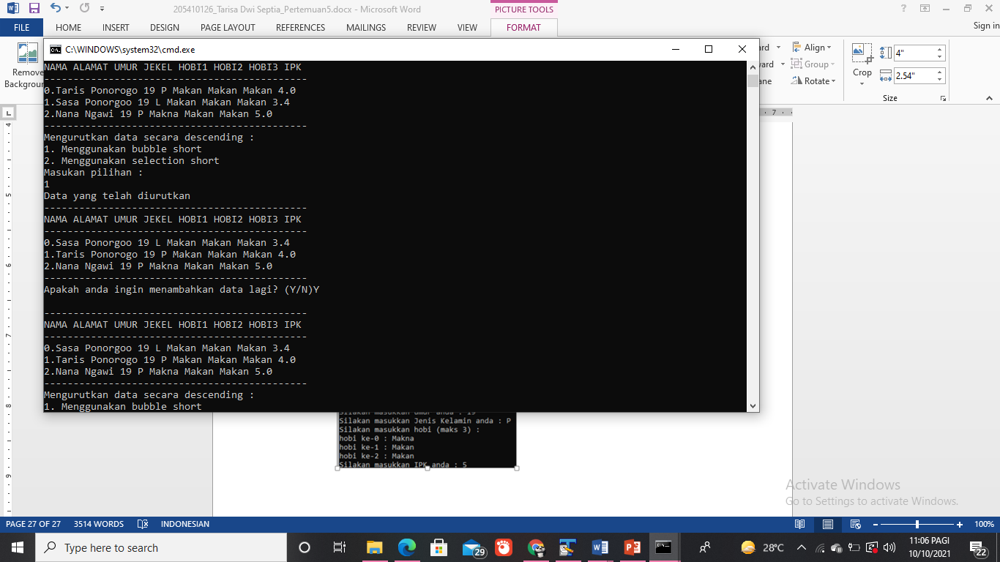 205410126_Tarisa Dwi Septia_Pertemuan5.docx - Microsoft Word
PICTURE TOOLS
FILE HOME INSERT DESIGN PAGE LAYOUT REFERENCES MAILINGS REVIEW VIEW FORMAT
Sign in
C:\WINDOWS\system32\cmd.exe
Remove
Align
Group
Rotate
Crop
4"
2.54"
Size
NAMA ALAMAT UMUR JEKEL HOBI1 HOBI2 HOBI3 IPK
---------------------------------------------
0.Taris Ponorogo 19 P Makan Makan Makan 4.0
1.Sasa Ponorgoo 19 L Makan Makan Makan 3.4
2.Nana Ngawi 19 P Makna Makan Makan 5.0
---------------------------------------------
Mengurutkan data secara descending :
1. Menggunakan bubble short
2. Menggunakan selection short
Masukan pilihan :
1
Data yang telah diurutkan
---------------------------------------------
NAMA ALAMAT UMUR JEKEL HOBI1 HOBI2 HOBI3 IPK
---------------------------------------------
0.Sasa Ponorgoo 19 L Makan Makan Makan 3.4
1.Taris Ponorogo 19 P Makan Makan Makan 4.0
2.Nana Ngawi 19 P Makna Makan Makan 5.0
---------------------------------------------
Apakah anda ingin menambahkan data lagi? (Y/N)Y
---------------------------------------------
NAMA ALAMAT UMUR JEKEL HOBI1 HOBI2 HOBI3 IPK
---------------------------------------------
0.Sasa Ponorgoo 19 L Makan Makan Makan 3.4
1.Taris Ponorogo 19 P Makan Makan Makan 4.0
2.Nana Ngawi 19 P Makna Makan Makan 5.0
---------------------------------------------
Mengurutkan data secara descending :
1. Menggunakan bubble short
Silakan masukkan umur anda : 19
Silakan masukkan Jenis Kelamin anda : P
Silakan masukkan hobi (maks 3) :
hobi ke-0 : Makna
hobi ke-1 : Makan
hobi ke-2 : Makan
Silakan masukkan IPK anda : 5
Activate Windows
Go to Settings to activate Windows.
PAGE 27 OF 27 3514 WORDS INDONESIAN 100%
Type here to search
29
28°C
11:06 PAGI
10/10/2021
22